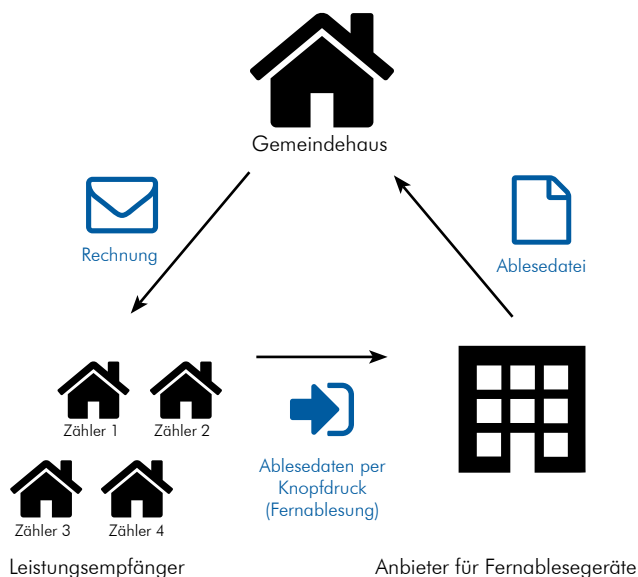 Gemeindehaus
Rechnung
Ablesedatei
Zähler 1
Zähler 2
Zähler 3
Zähler 4
Ablesedaten per
Knopfdruck
(Fernablesung)
Leistungsempfänger
Anbieter für Fernablesegeräte